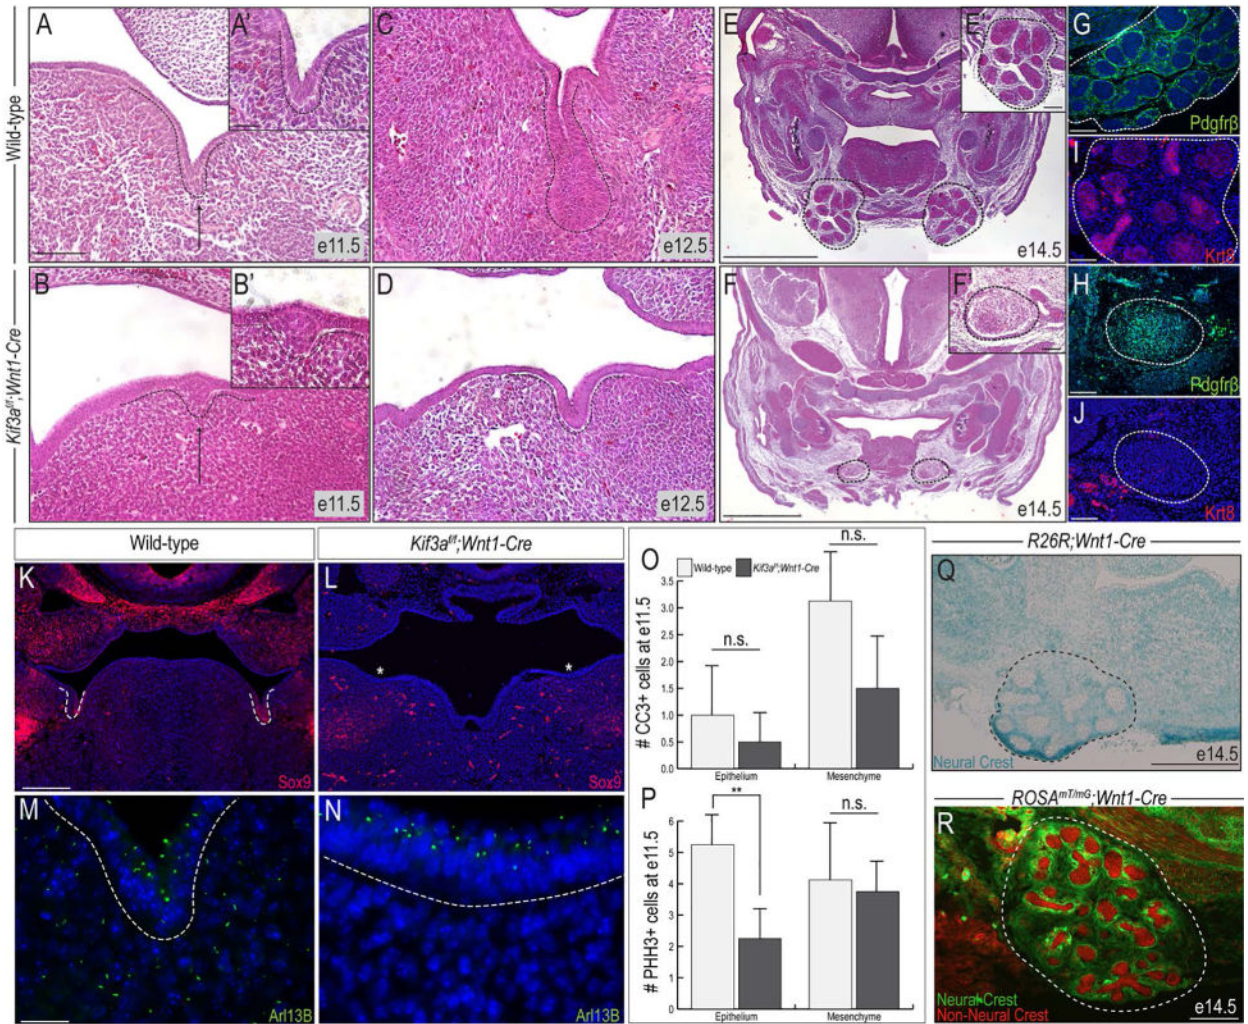 Wild-type
A
A'
e11.5
C
e12.5
E
E'
e14.5
G
Pdgfrβ
I
Krt8
Kif3a^f/f;Wnt1-Cre
B
B'
e11.5
D
e12.5
F
F'
e14.5
H
Pdgfrβ
J
Krt8
Wild-type
Kif3a^f/f;Wnt1-Cre
K
Sox9
L
*
*
Sox9
M
Arl13B
N
Arl13B
O
Wild-type
Kif3a^f/f;Wnt1-Cre
n.s.
n.s.
# CC3+ cells at e11.5
3.5
3.0
2.5
2.0
1.5
1.0
0.5
0.0
Epithelium
Mesenchyme
P
**
n.s.
# PHH3+ cells at e11.5
6
5
4
3
2
1
0
Epithelium
Mesenchyme
R26R;Wnt1-Cre
Q
Neural Crest
e14.5
ROSA^mT/mG;Wnt1-Cre
R
Neural Crest
Non-Neural Crest
e14.5